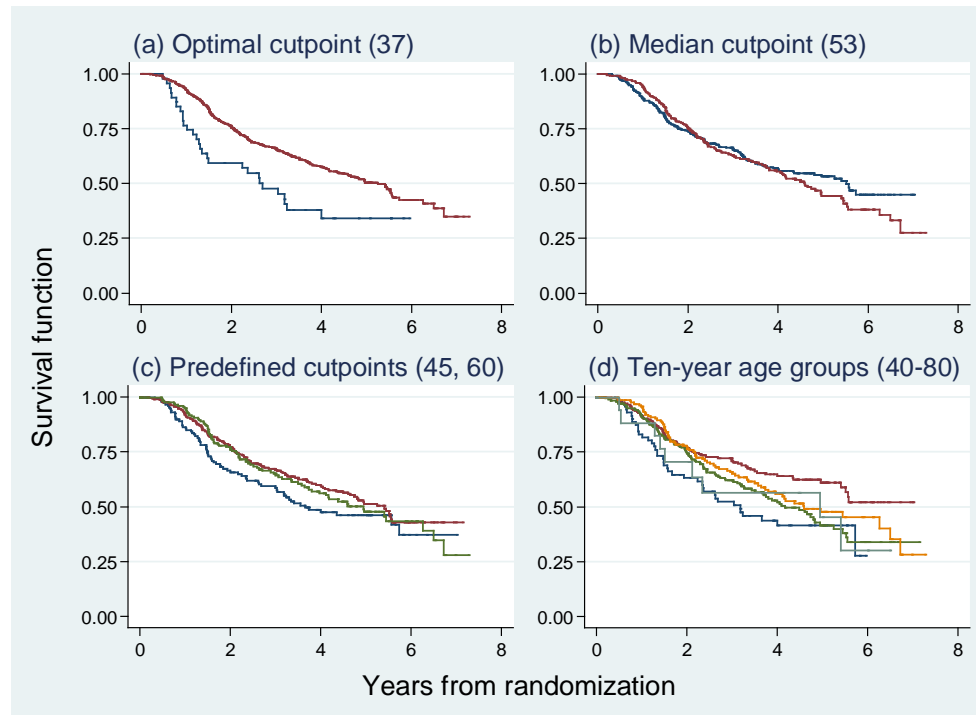 (a) Optimal cutpoint (37)
1.00
0.75
0.50
0.25
0.00
0 2 4 6 8
(b) Median cutpoint (53)
1.00
0.75
0.50
0.25
0.00
0 2 4 6 8
(c) Predefined cutpoints (45, 60)
1.00
0.75
0.50
0.25
0.00
0 2 4 6 8
(d) Ten-year age groups (40-80)
1.00
0.75
0.50
0.25
0.00
0 2 4 6 8
Survival function
Years from randomization